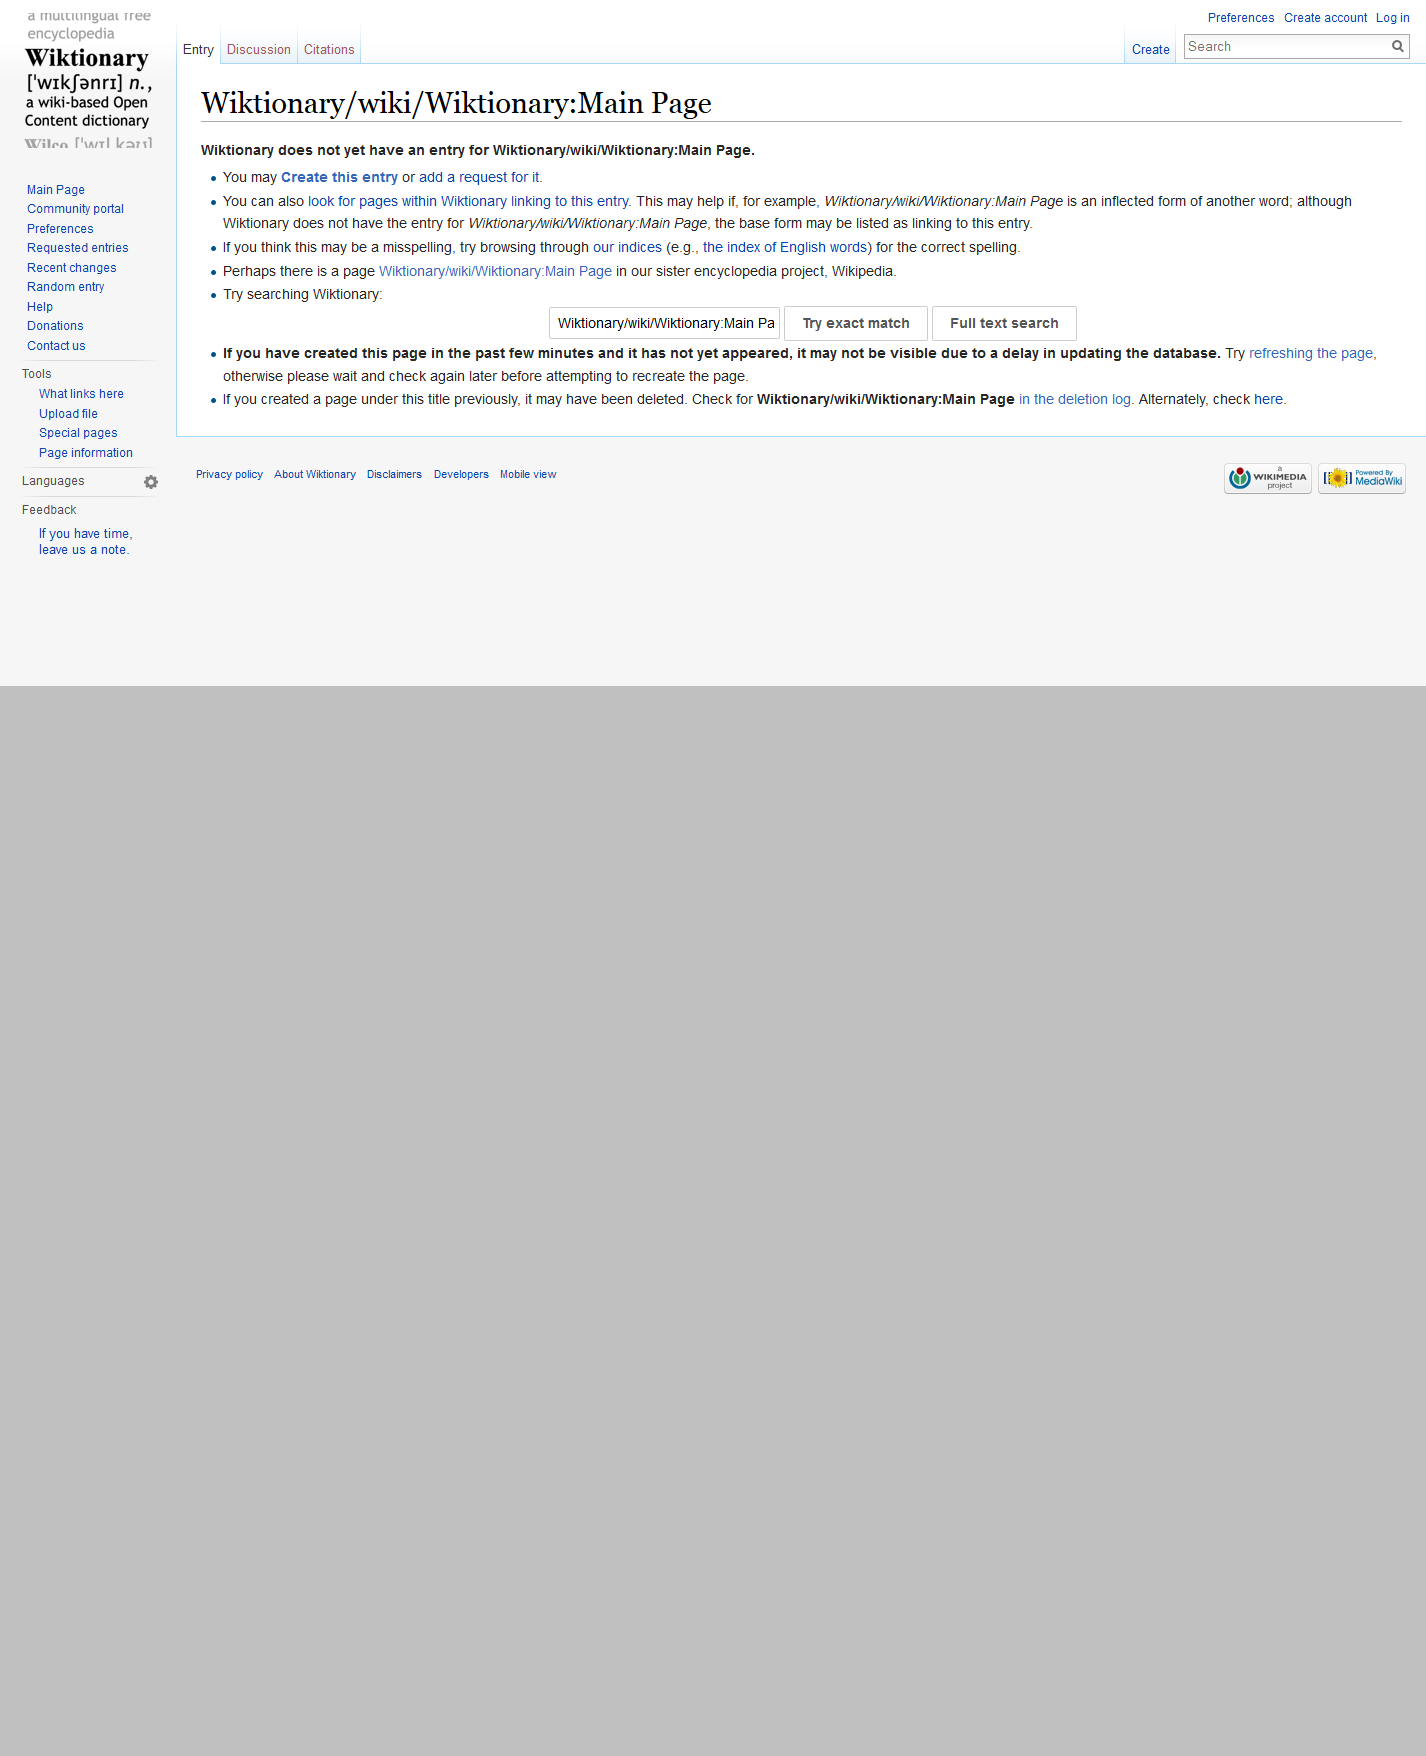 a multilingual free
encyclopedia
Wiktionary
['wɪkʃənrɪ] n.,
a wiki-based Open
Content dictionary
Wilco ['wɪl kəʊ]
Preferences Create account Log in
Entry Discussion Citations Create Search
Wiktionary/wiki/Wiktionary:Main Page
Wiktionary does not yet have an entry for Wiktionary/wiki/Wiktionary:Main Page.
• You may Create this entry or add a request for it.
• You can also look for pages within Wiktionary linking to this entry. This may help if, for example, Wiktionary/wiki/Wiktionary:Main Page is an inflected form of another word; although
Wiktionary does not have the entry for Wiktionary/wiki/Wiktionary:Main Page, the base form may be listed as linking to this entry.
• If you think this may be a misspelling, try browsing through our indices (e.g., the index of English words) for the correct spelling.
• Perhaps there is a page Wiktionary/wiki/Wiktionary:Main Page in our sister encyclopedia project, Wikipedia.
• Try searching Wiktionary:
Wiktionary/wiki/Wiktionary:Main Pa Try exact match Full text search
• If you have created this page in the past few minutes and it has not yet appeared, it may not be visible due to a delay in updating the database. Try refreshing the page,
otherwise please wait and check again later before attempting to recreate the page.
• If you created a page under this title previously, it may have been deleted. Check for Wiktionary/wiki/Wiktionary:Main Page in the deletion log. Alternately, check here.
Main Page
Community portal
Preferences
Requested entries
Recent changes
Random entry
Help
Donations
Contact us
Tools
What links here
Upload file
Special pages
Page information
Languages
Feedback
If you have time,
leave us a note.
Privacy policy About Wiktionary Disclaimers Developers Mobile view
a
WIKIMEDIA
project
Powered By
MediaWiki